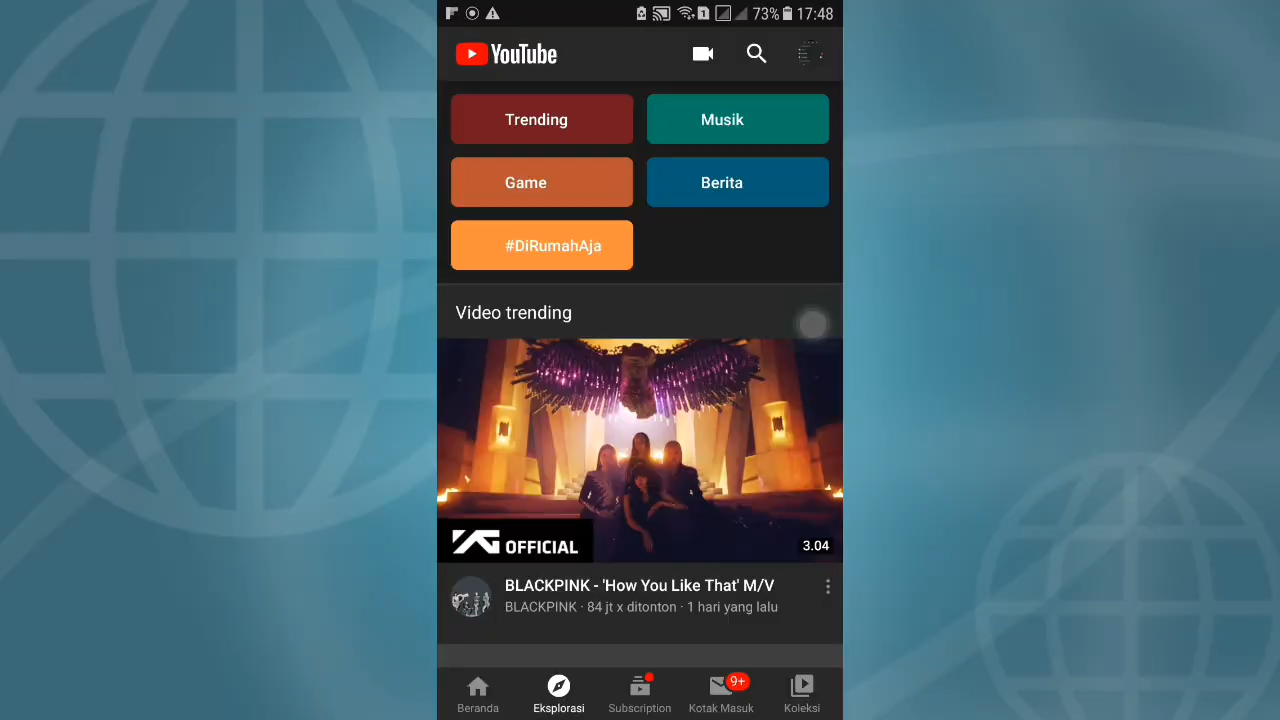 73% 17:48
YouTube
Trending
Musik
Game
Berita
#DiRumahAja
Video trending
YG OFFICIAL
3.04
BLACKPINK - 'How You Like That' M/V
BLACKPINK · 84 jt x ditonton · 1 hari yang lalu
9+
Beranda
Eksplorasi
Subscription
Kotak Masuk
Koleksi